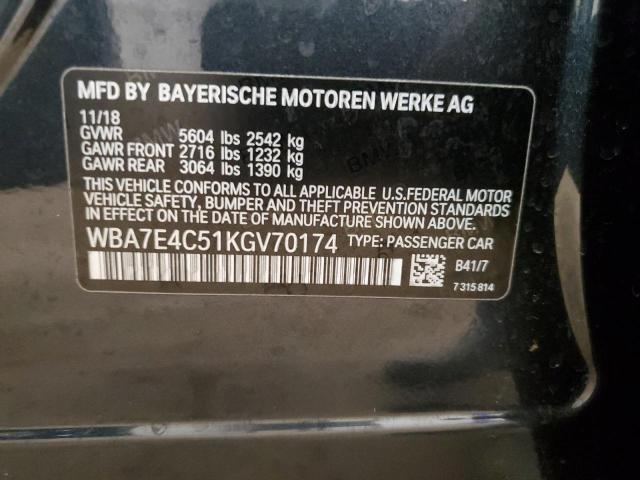 MFD BY BAYERISCHE MOTOREN WERKE AG
11/18
GVWR 5604 lbs 2542 kg
GAWR FRONT 2716 lbs 1232 kg
GAWR REAR 3064 lbs 1390 kg
THIS VEHICLE CONFORMS TO ALL APPLICABLE U.S.FEDERAL MOTOR
VEHICLE SAFETY, BUMPER AND THEFT PREVENTION
STANDARDS IN EFFECT ON THE DATE OF
MANUFACTURE SHOWN ABOVE.
WBA7E4C51KGV70174 TYPE: PASSENGER CAR
B41/7
7 315 814